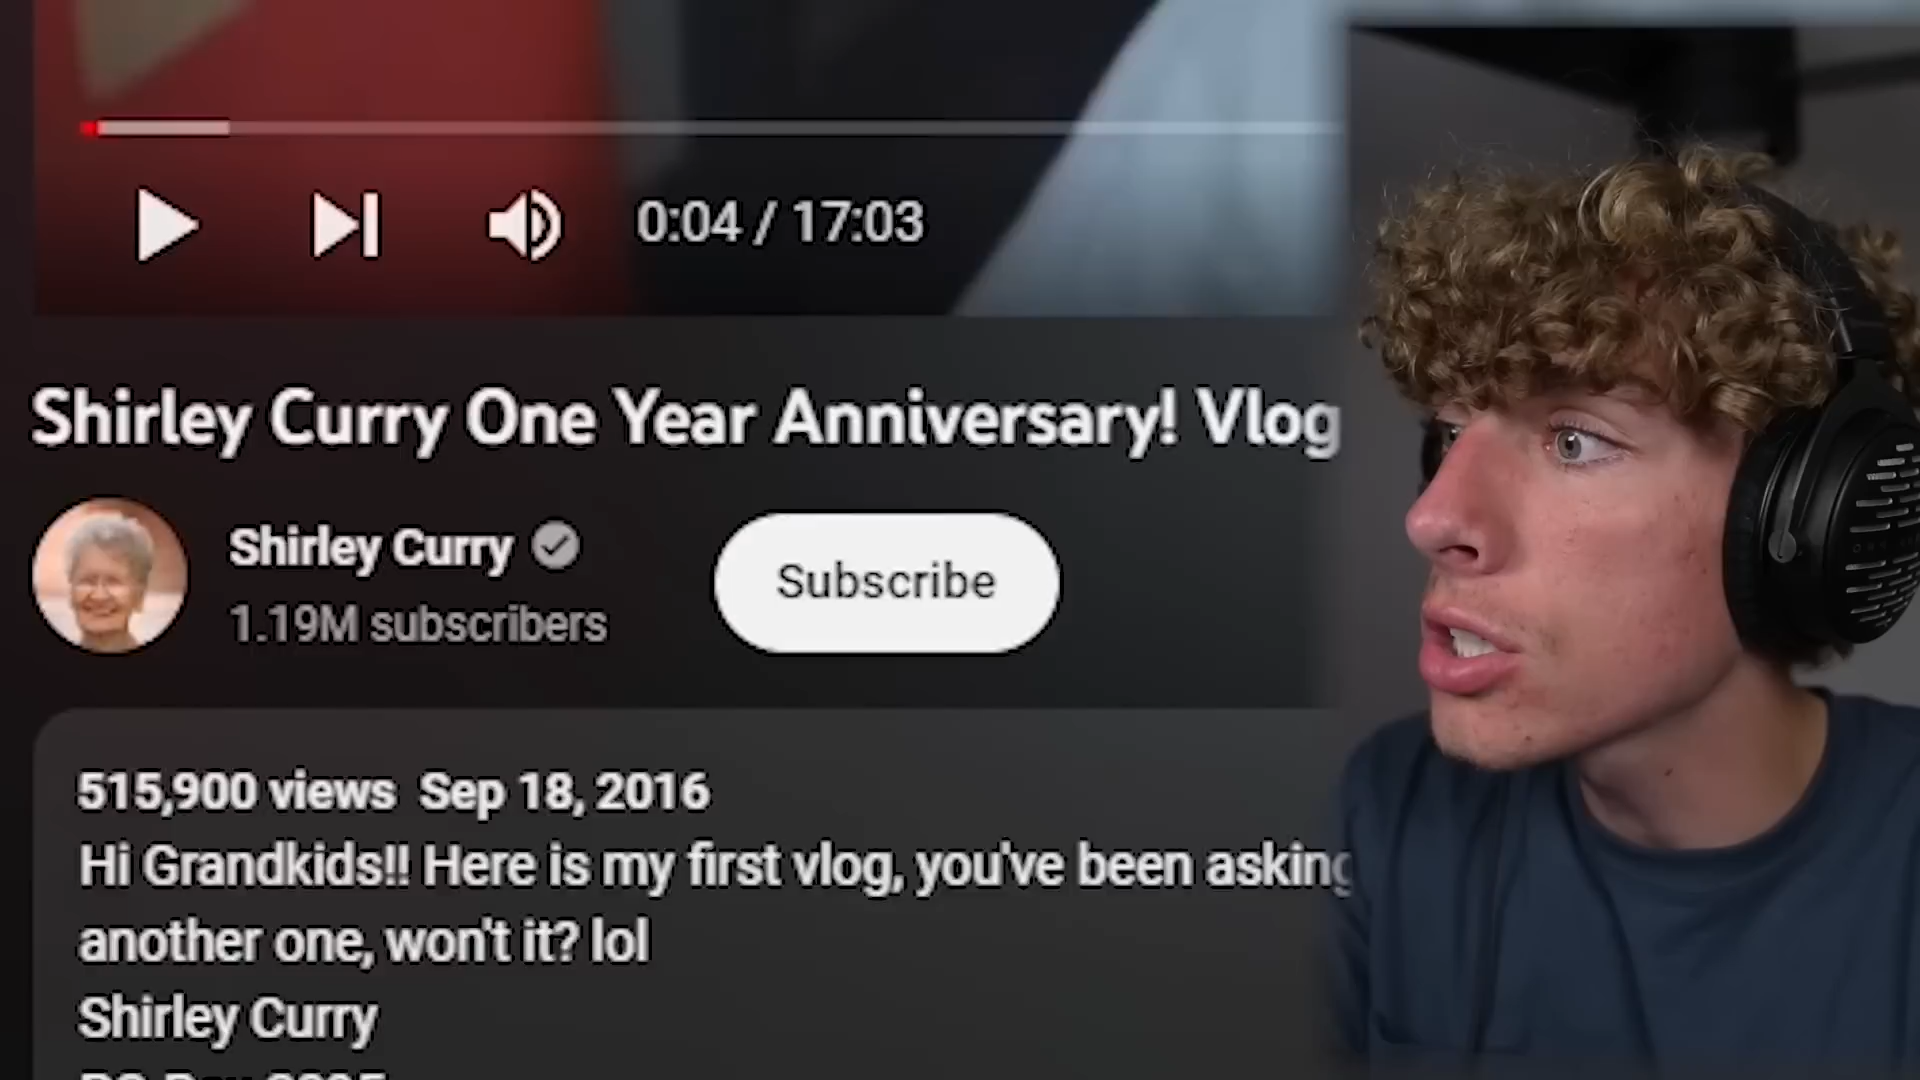 0:04 / 17:03
Shirley Curry One Year Anniversary! Vlog
Shirley Curry
1.19M subscribers
Subscribe
515,900 views Sep 18, 2016
Hi Grandkids!! Here is my first vlog, you've been asking
another one, won't it? lol
Shirley Curry